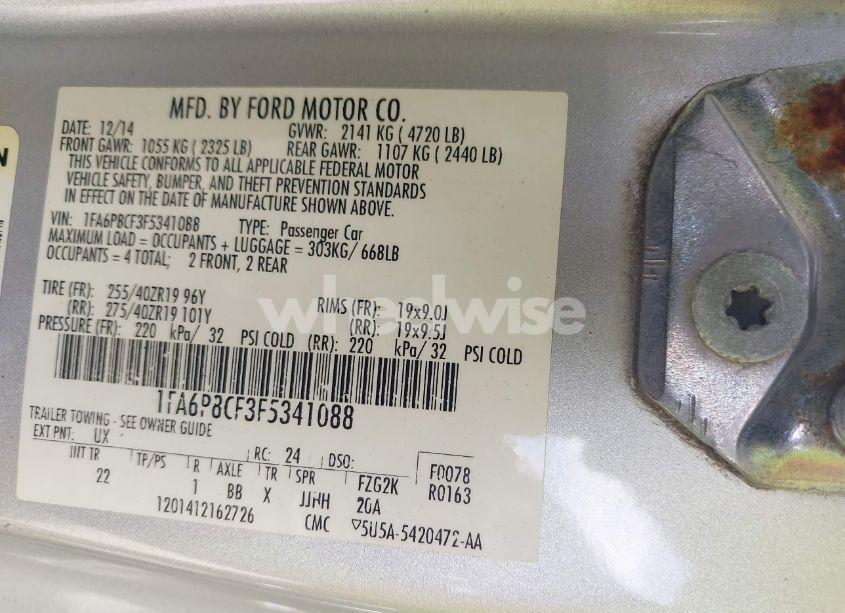 MFD. BY FORD MOTOR CO.
DATE: 12/14 GVWR: 2141 KG ( 4720 LB)
FRONT GAWR: 1055 KG ( 2325 LB) REAR GAWR: 1107 KG ( 2440 LB)
THIS VEHICLE CONFORMS TO ALL APPLICABLE FEDERAL MOTOR
VEHICLE SAFETY, BUMPER, AND THEFT PREVENTION STANDARDS
IN EFFECT ON THE DATE OF MANUFACTURE SHOWN ABOVE.
VIN: 1FA6P8CF3F5341088 TYPE: Passenger Car
MAXIMUM LOAD = OCCUPANTS + LUGGAGE = 303KG/ 668LB
OCCUPANTS = 4 TOTAL; 2 FRONT, 2 REAR
TIRE (FR): 255/40ZR19 96Y RIMS (FR): 19x9.0J
(RR): 275/40ZR19 101Y (RR): 19x9.5J
PRESSURE (FR): 220 kPa/ 32 PSI COLD (RR): 220 kPa/ 32 PSI COLD
wheelwise
1FA6P8CF3F5341088
TRAILER TOWING - SEE OWNER GUIDE
EXT PNT: UX RC: 24 DSO: F0078
INT TR TP/PS R AXLE TR SPR FZG2K R0163
22 1 BB X JJHH 20A
1201412162726 CMC 5U5A-5420472-AA
N